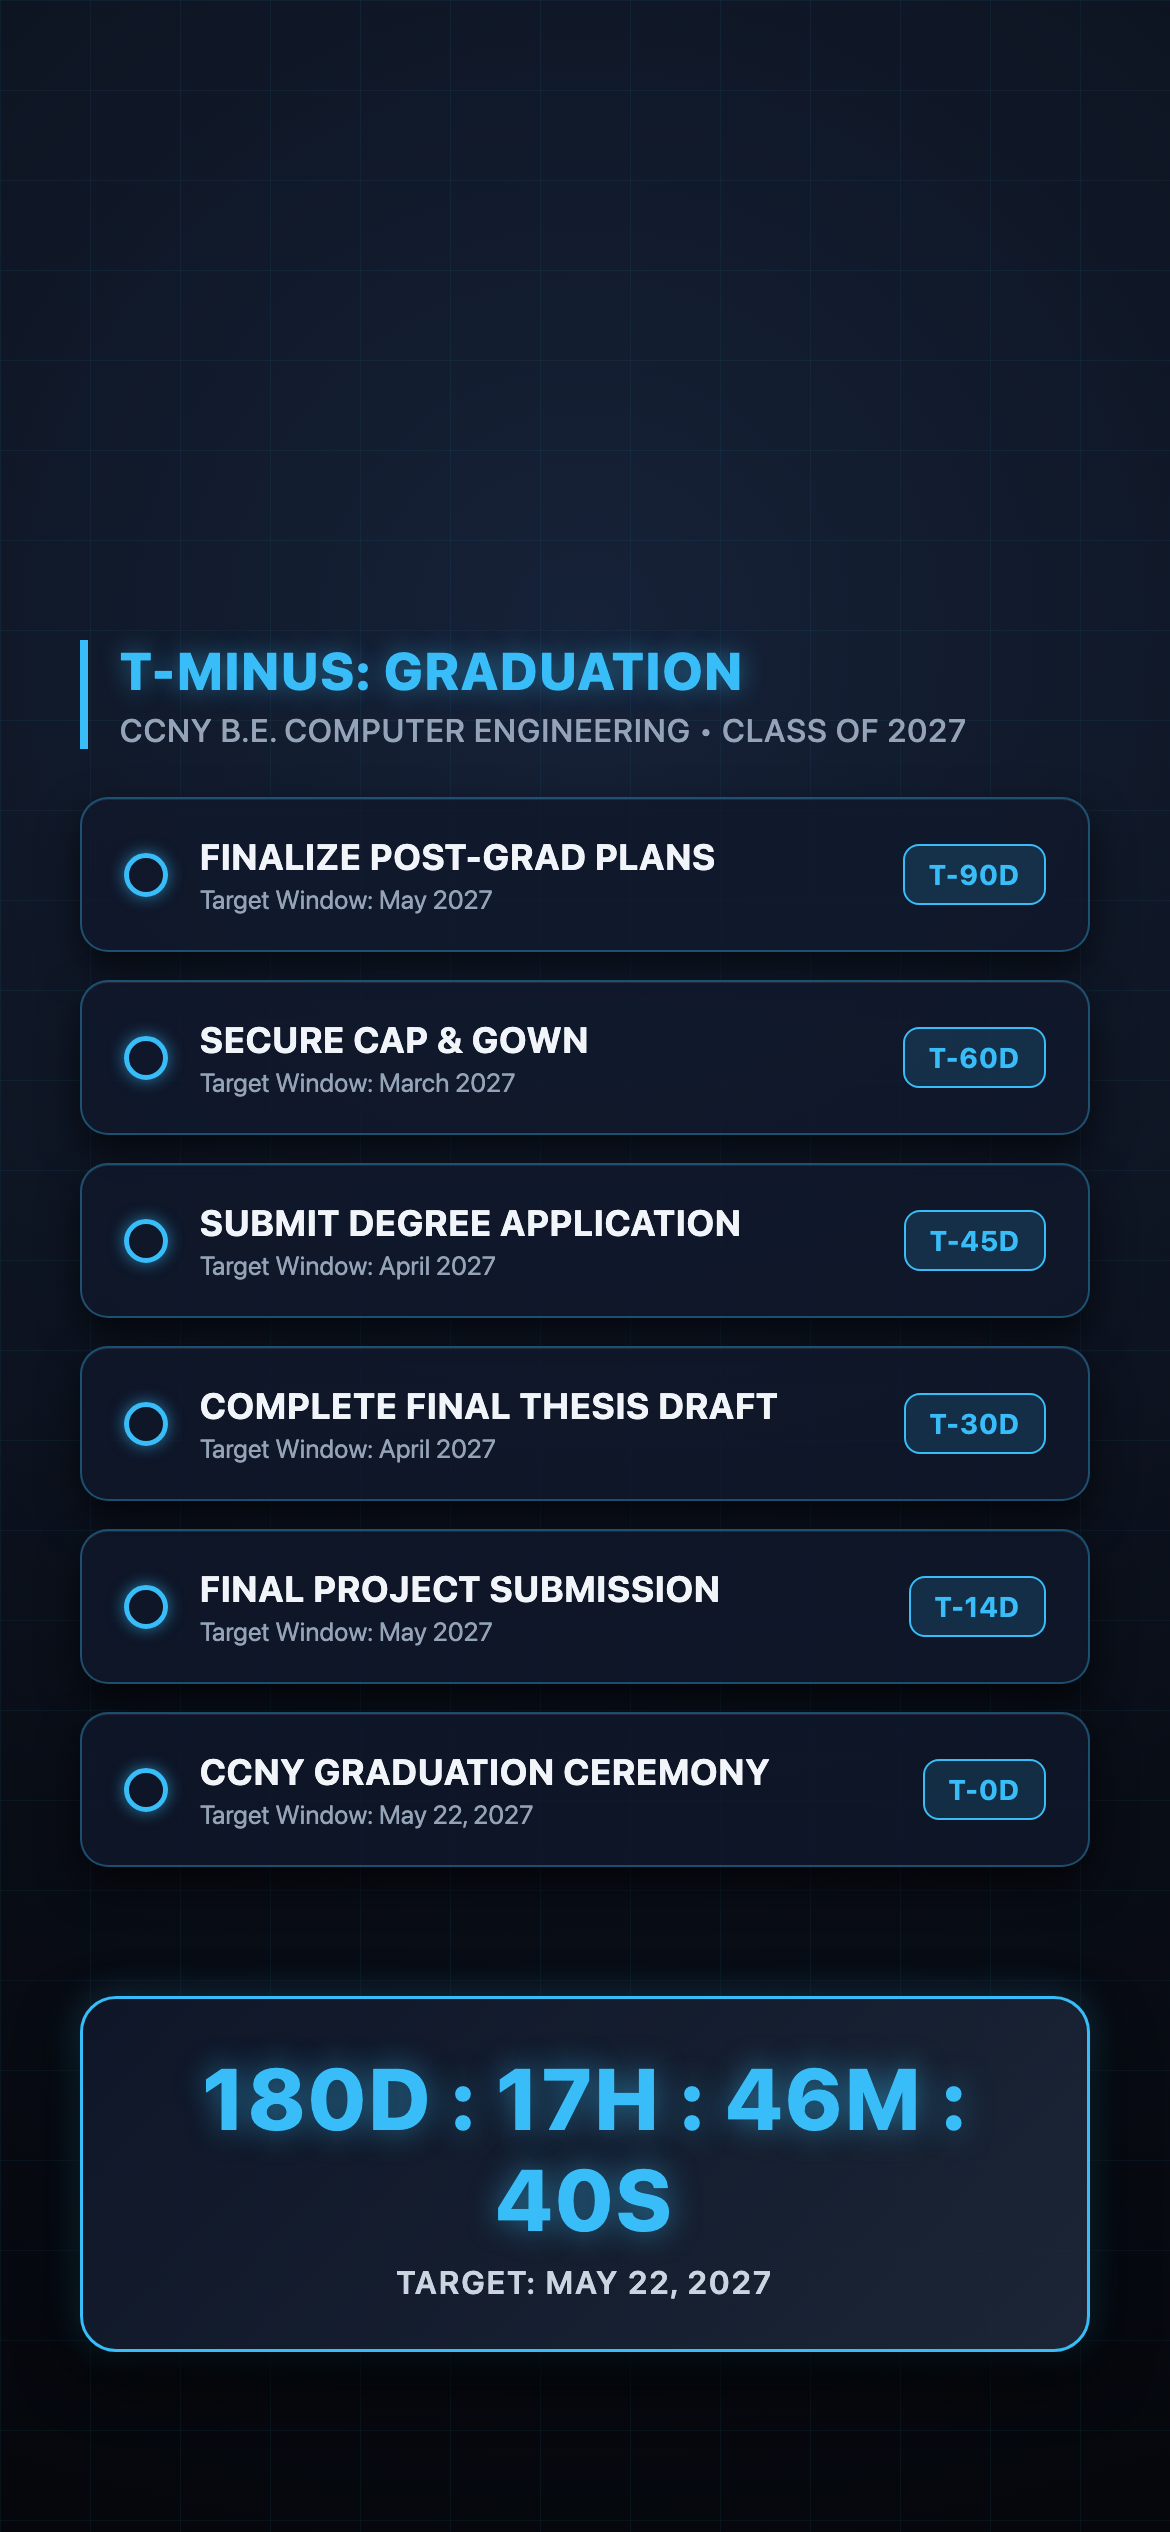 T-MINUS: GRADUATION
CCNY B.E. COMPUTER ENGINEERING • CLASS OF 2027
FINALIZE POST-GRAD PLANS
Target Window: May 2027
T-90D
SECURE CAP & GOWN
Target Window: March 2027
T-60D
SUBMIT DEGREE APPLICATION
Target Window: April 2027
T-45D
COMPLETE FINAL THESIS DRAFT
Target Window: April 2027
T-30D
FINAL PROJECT SUBMISSION
Target Window: May 2027
T-14D
CCNY GRADUATION CEREMONY
Target Window: May 22, 2027
T-0D
180D : 17H : 46M :
40S
TARGET: MAY 22, 2027